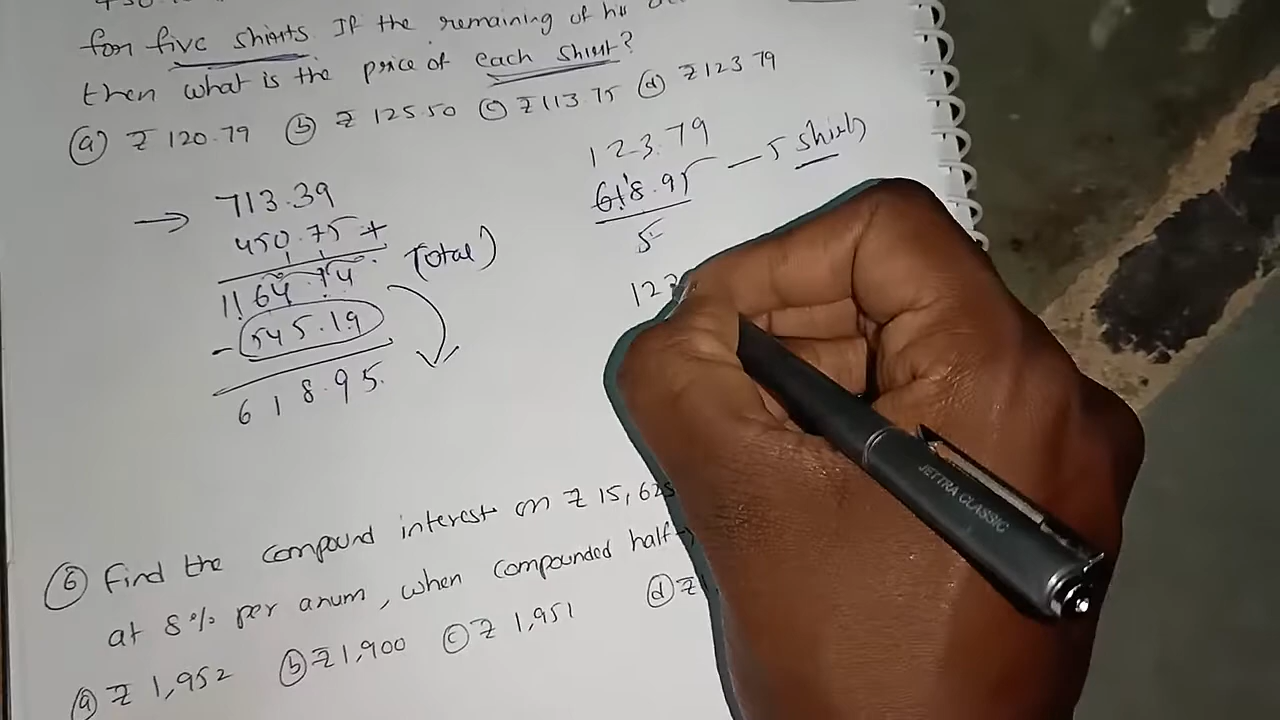 for five shirts. If the remaining of his
then what is the price of each shirt?
(a) ₹ 120.79 (b) ₹ 125.50 (c) ₹ 113 75 (d) ₹ 123 79
→ 713.39
450.75 +
1164.14 Total)
- 545.19
618.95
123.79
618.95 — 5 shirts
5
12
(6) Find the compound interest on ₹ 15,625
at 8% per anum, when compounded half-
(a) ₹ 1,952 (b) ₹ 1,900 (c) ₹ 1,951 (d) ₹
JETTRA CLASSIC